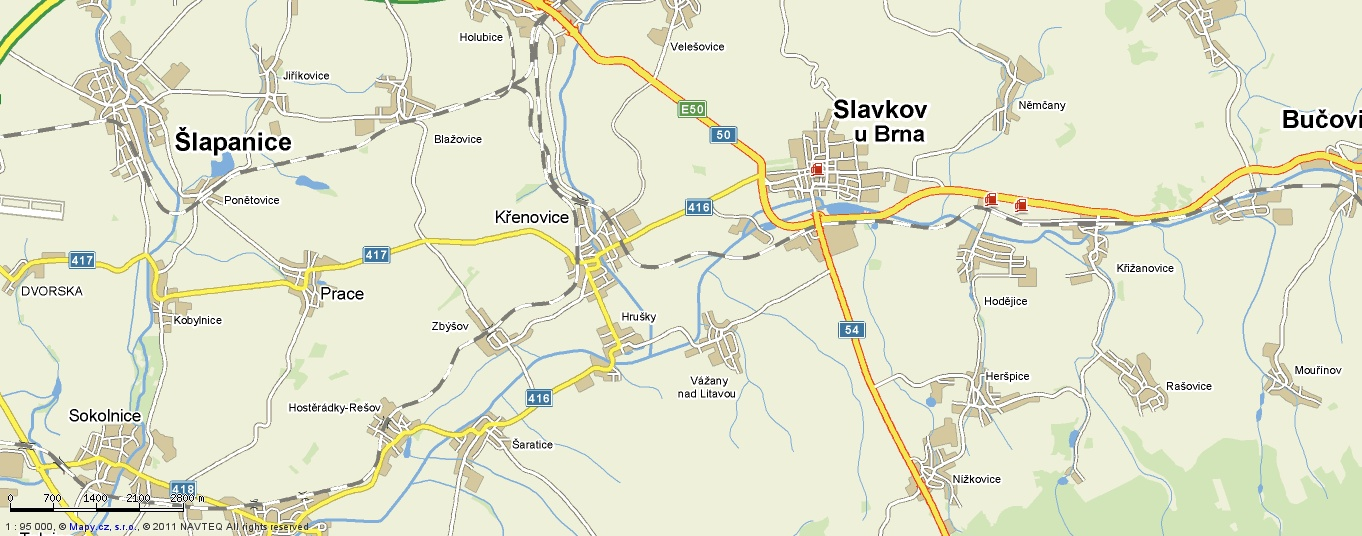 Holubice
Velešovice
Jiříkovice
E50
Slavkov
u Brna
Němčany
Bučovi
50
Šlapanice
Blažovice
Ponětovice
Křenovice
416
417
417
DVORSKA
Prace
Křižanovice
Hodějice
Kobylnice
Zbýšov
Hrušky
54
Vážany
nad Litavou
Heršpice
Rašovice
Mouřinov
416
Hostěrádky-Rešov
Sokolnice
Šaratice
Nížkovice
418
0 700 1400 2100 2800 m
1 : 95 000, © Mapy.cz, s.r.o., © 2011 NAVTEQ All rights reserved